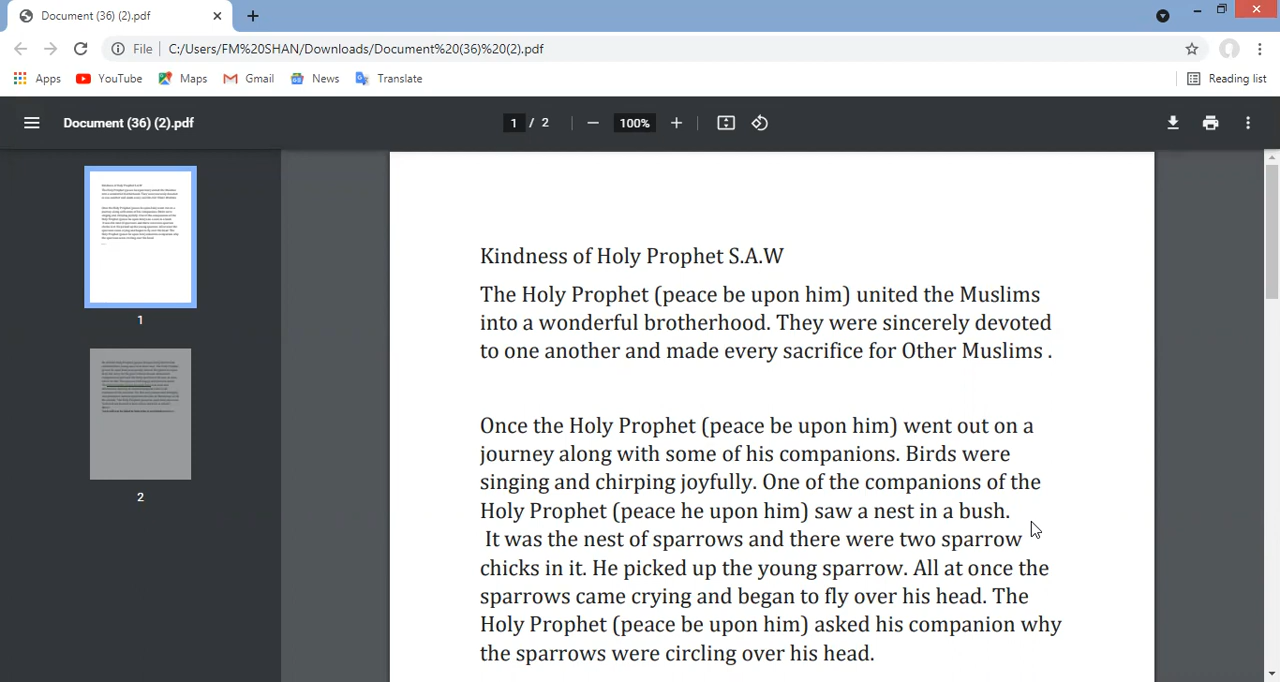 Document (36) (2).pdf
File
C:/Users/FM%20SHAN/Downloads/Document%20(36)%20(2).pdf
Apps
YouTube
Maps
Gmail
News
Translate
Reading list
Document (36) (2).pdf
1 / 2
100%
1
2
Kindness of Holy Prophet S.A.W
The Holy Prophet (peace be upon him) united the Muslims
into a wonderful brotherhood. They were sincerely devoted
to one another and made every sacrifice for Other Muslims .
Once the Holy Prophet (peace be upon him) went out on a
journey along with some of his companions. Birds were
singing and chirping joyfully. One of the companions of the
Holy Prophet (peace he upon him) saw a nest in a bush.
It was the nest of sparrows and there were two sparrow
chicks in it. He picked up the young sparrow. All at once the
sparrows came crying and began to fly over his head. The
Holy Prophet (peace be upon him) asked his companion why
the sparrows were circling over his head.